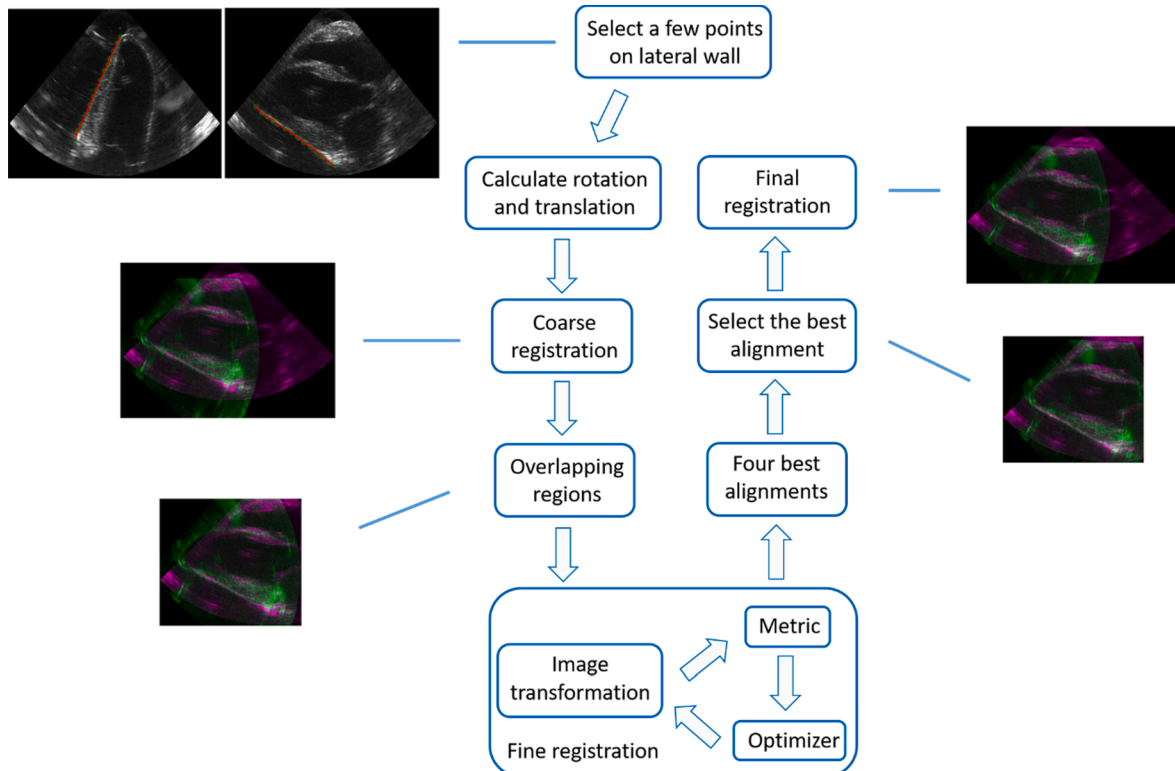 Select a few points
on lateral wall
Calculate rotation
and translation
Coarse
registration
Overlapping
regions
Image
transformation
Metric
Optimizer
Fine registration
Four best
alignments
Select the best
alignment
Final
registration